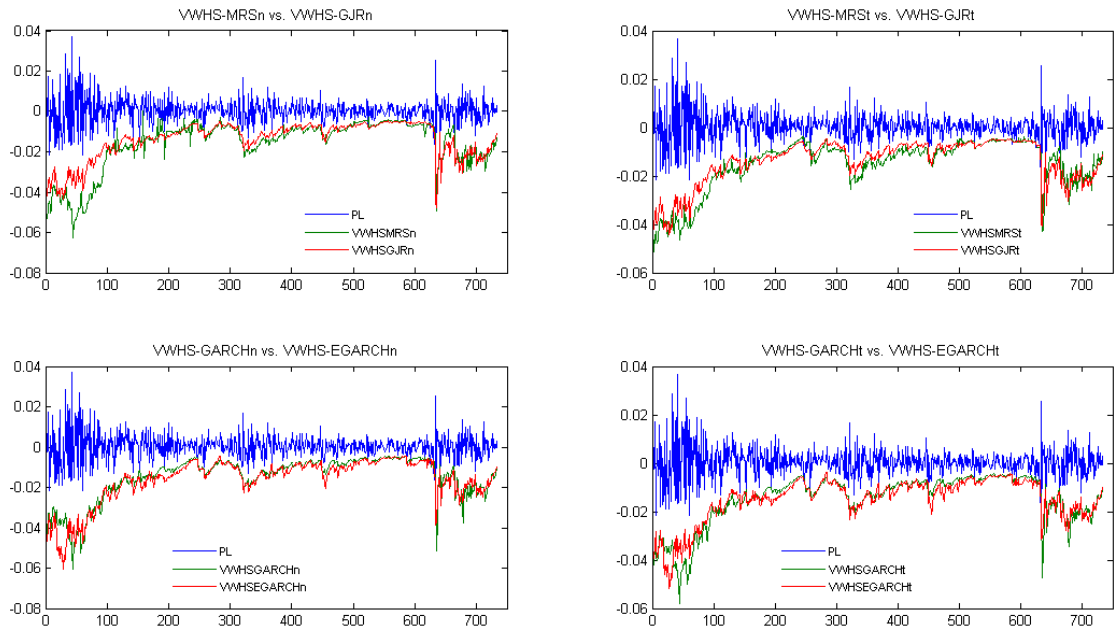 VWHS-MRSn vs. VWHS-GJRn
0.04
0.02
0
-0.02
-0.04
-0.06
-0.08
0 100 200 300 400 500 600 700
PL
VWHSMRSn
VWHSGJRn
VWHS-MRSt vs. VWHS-GJRt
0.04
0.02
0
-0.02
-0.04
-0.06
0 100 200 300 400 500 600 700
PL
VWHSMRSt
VWHSGJRt
VWHS-GARCHn vs. VWHS-EGARCHn
0.04
0.02
0
-0.02
-0.04
-0.06
-0.08
0 100 200 300 400 500 600 700
PL
VWHSGARCHn
VWHSEGARCHn
VWHS-GARCHt vs. VWHS-EGARCHt
0.04
0.02
0
-0.02
-0.04
-0.06
0 100 200 300 400 500 600 700
PL
VWHSGARCHt
VWHSEGARCHt